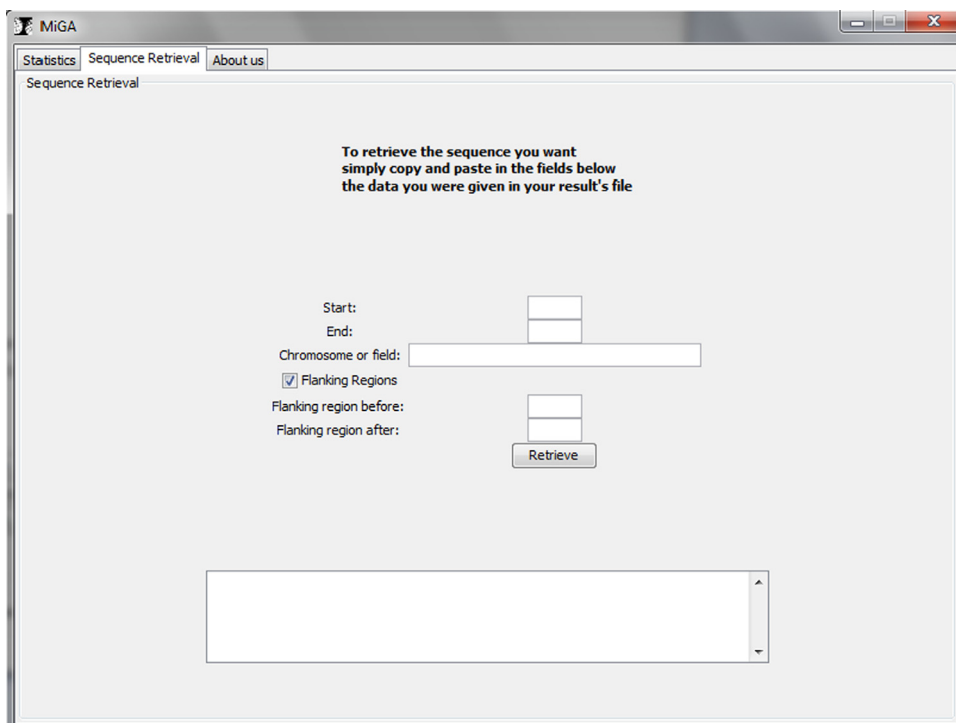 MiGA
Statistics Sequence Retrieval About us
Sequence Retrieval
To retrieve the sequence you want
simply copy and paste in the fields below
the data you were given in your result's file
Start:
End:
Chromosome or field:
Flanking Regions
Flanking region before:
Flanking region after:
Retrieve